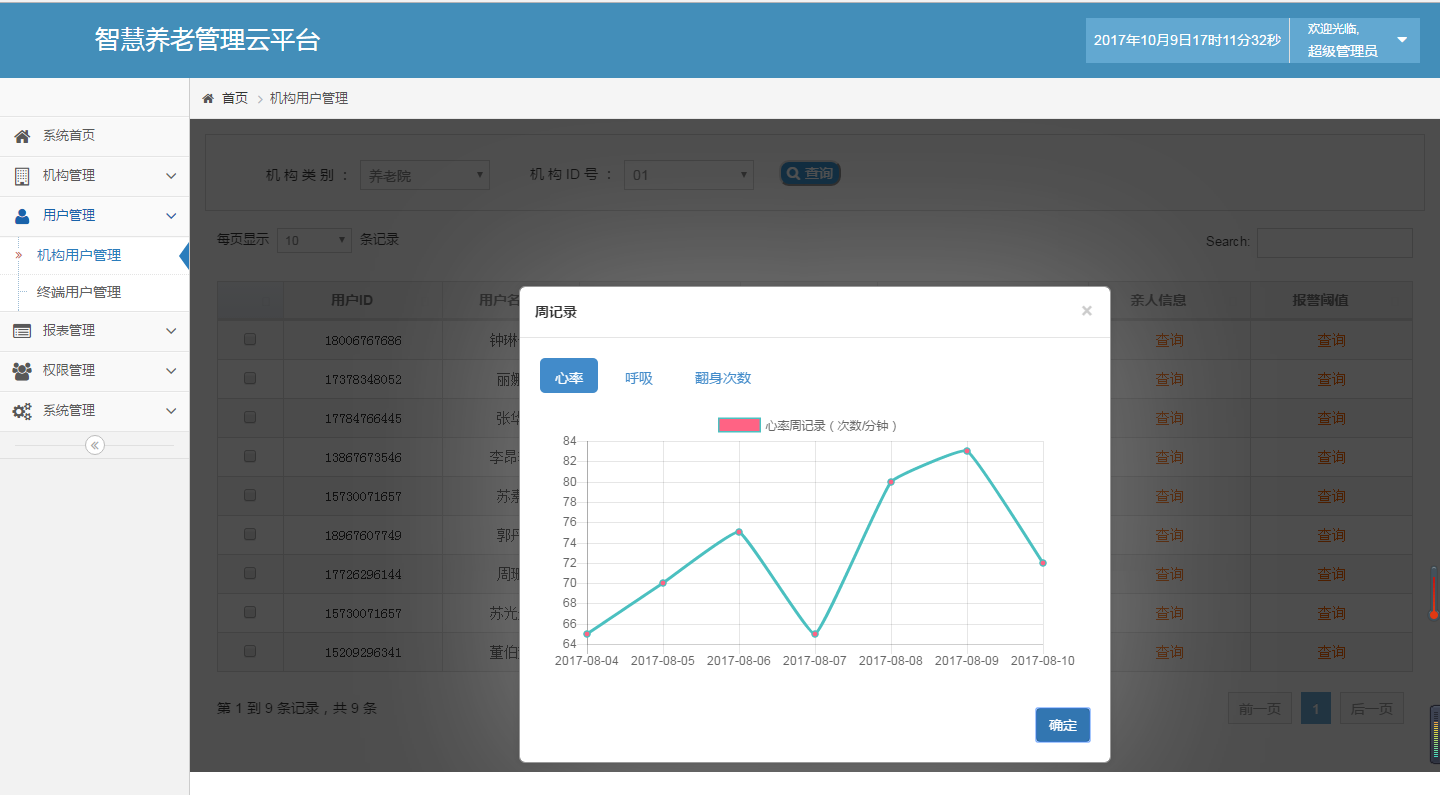 智慧养老管理云平台
2017年10月9日17时11分32秒
欢迎光临,
超级管理员
首页 机构用户管理
系统首页
机构管理
用户管理
机构用户管理
终端用户管理
报表管理
权限管理
系统管理
机 构 类 别 ： 养老院 机 构 ID 号 ： 01 查询
每页显示 10 条记录 Search:
用户ID 用户名 亲人信息 报警阈值
18006767686 钟琳 查询 查询
17378348052 丽 查询 查询
17784766445 张 查询 查询
13867673546 李昂 查询 查询
15730071657 苏 查询 查询
18967607749 郭 查询 查询
17726296144 周 查询 查询
15730071657 苏光 查询 查询
15209296341 董伯 查询 查询
第 1 到 9 条记录，共 9 条
前一页 1 后一页
周记录 ×
心率 呼吸 翻身次数
心率周记录（次数/分钟）
84
82
80
78
76
74
72
70
68
66
64
2017-08-04 2017-08-05 2017-08-06 2017-08-07 2017-08-08 2017-08-09 2017-08-10
确定